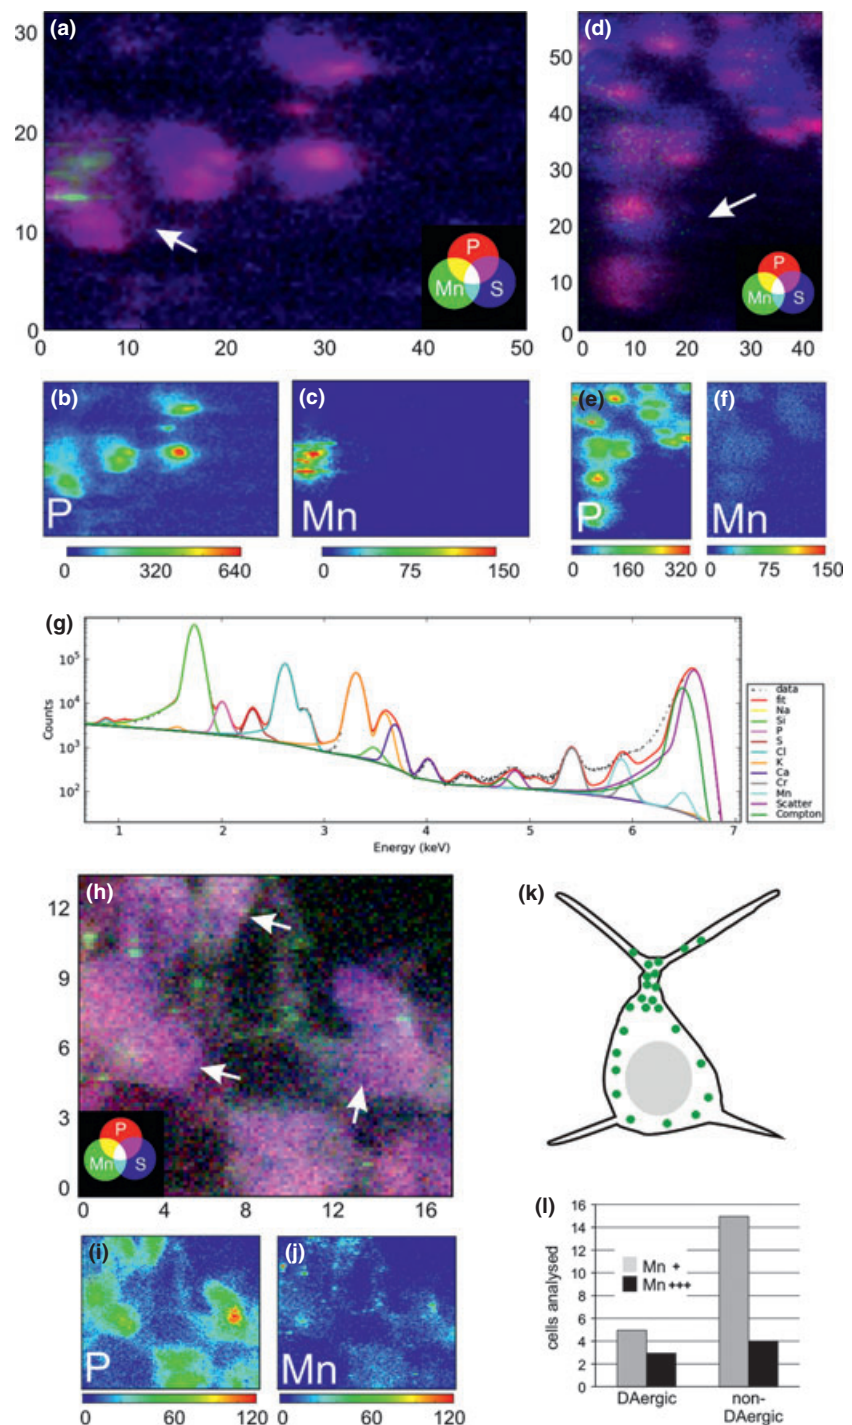 (a)
30
20
10
0
0 10 20 30 40 50
P
Mn S
(d)
50
40
30
20
10
0
0 10 20 30 40
P
Mn S
(b)
P
0 320 640
(c)
Mn
0 75 150
(e)
P
0 160 320
(f)
Mn
0 75 150
(g)
Counts
10⁵
10⁴
10³
10²
1 2 3 4 5 6 7
Energy (keV)
data
fit
Na
Si
P
S
Cl
K
Ca
Cr
Mn
Scatter
Compton
(h)
12
9
6
3
0
0 4 8 12 16
P
Mn S
(i)
P
0 60 120
(j)
Mn
0 60 120
(k)
(l)
cells analysed
16
14
12
10
8
6
4
2
0
Mn +
Mn +++
DAergic
non-
DAergic